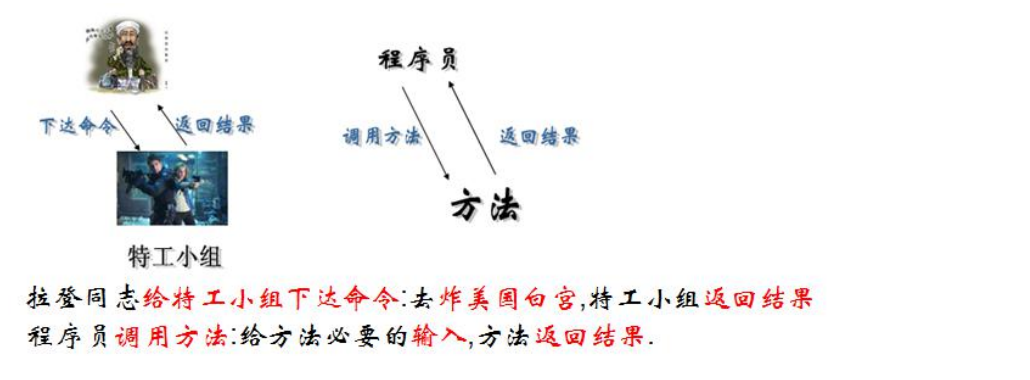 程序员
下达命令 返回结果
调用方法 返回结果
方法
特工小组
拉登同志给特工小组下达命令:去炸美国白宫,特工小组返回结果
程序员调用方法:给方法必要的输入,方法返回结果.